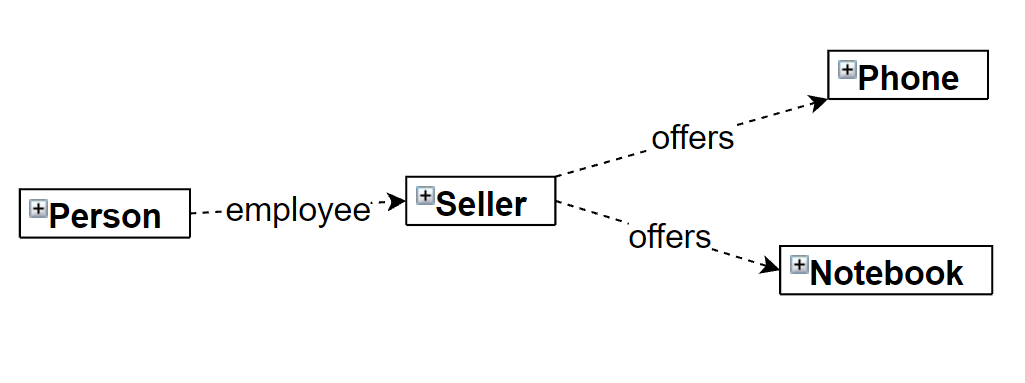 Phone
offers
employee
Seller
Person
offers
Notebook